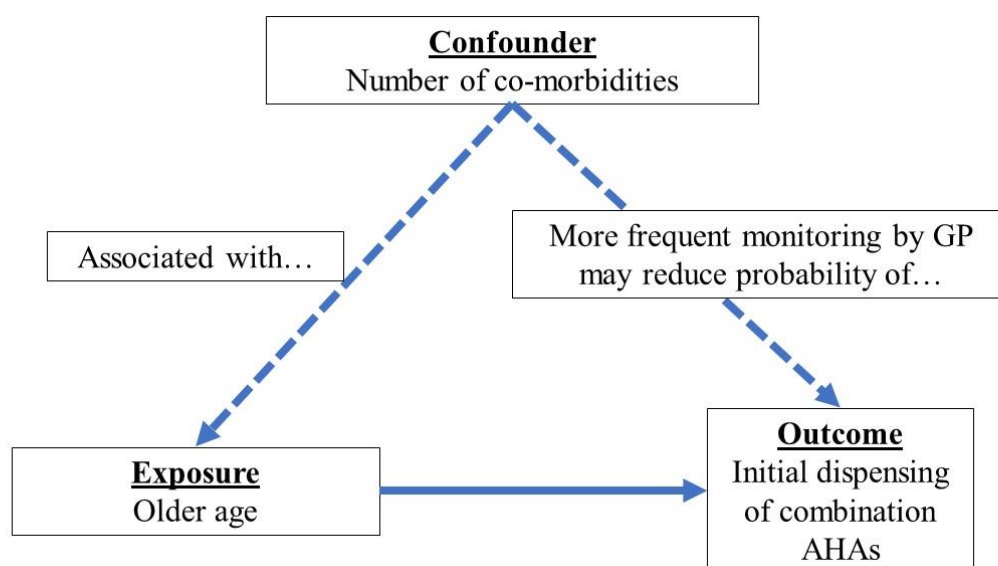 Confounder
Number of co-morbidities
Associated with…
More frequent monitoring by GP
may reduce probability of…
Exposure
Older age
Outcome
Initial dispensing
of combination
AHAs